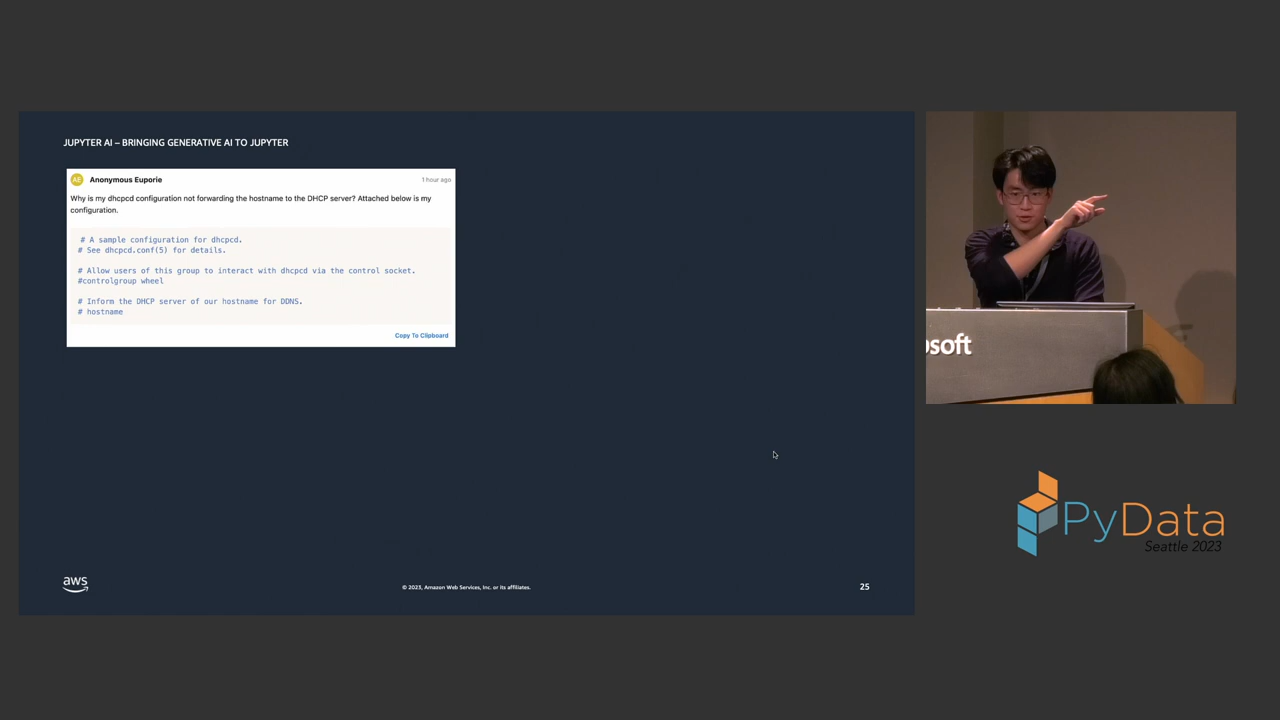 JUPYTER AI – BRINGING GENERATIVE AI TO JUPYTER
AE Anonymous Euporie 1 hour ago
Why is my dhcpcd configuration not forwarding the hostname to the DHCP server? Attached below is my
configuration.
# A sample configuration for dhcpcd.
# See dhcpcd.conf(5) for details.
# Allow users of this group to interact with dhcpcd via the control socket.
#controlgroup wheel
# Inform the DHCP server of our hostname for DDNS.
# hostname
Copy To Clipboard
aws
© 2023, Amazon Web Services, Inc. or its affiliates.
25
osoft
PyData
Seattle 2023